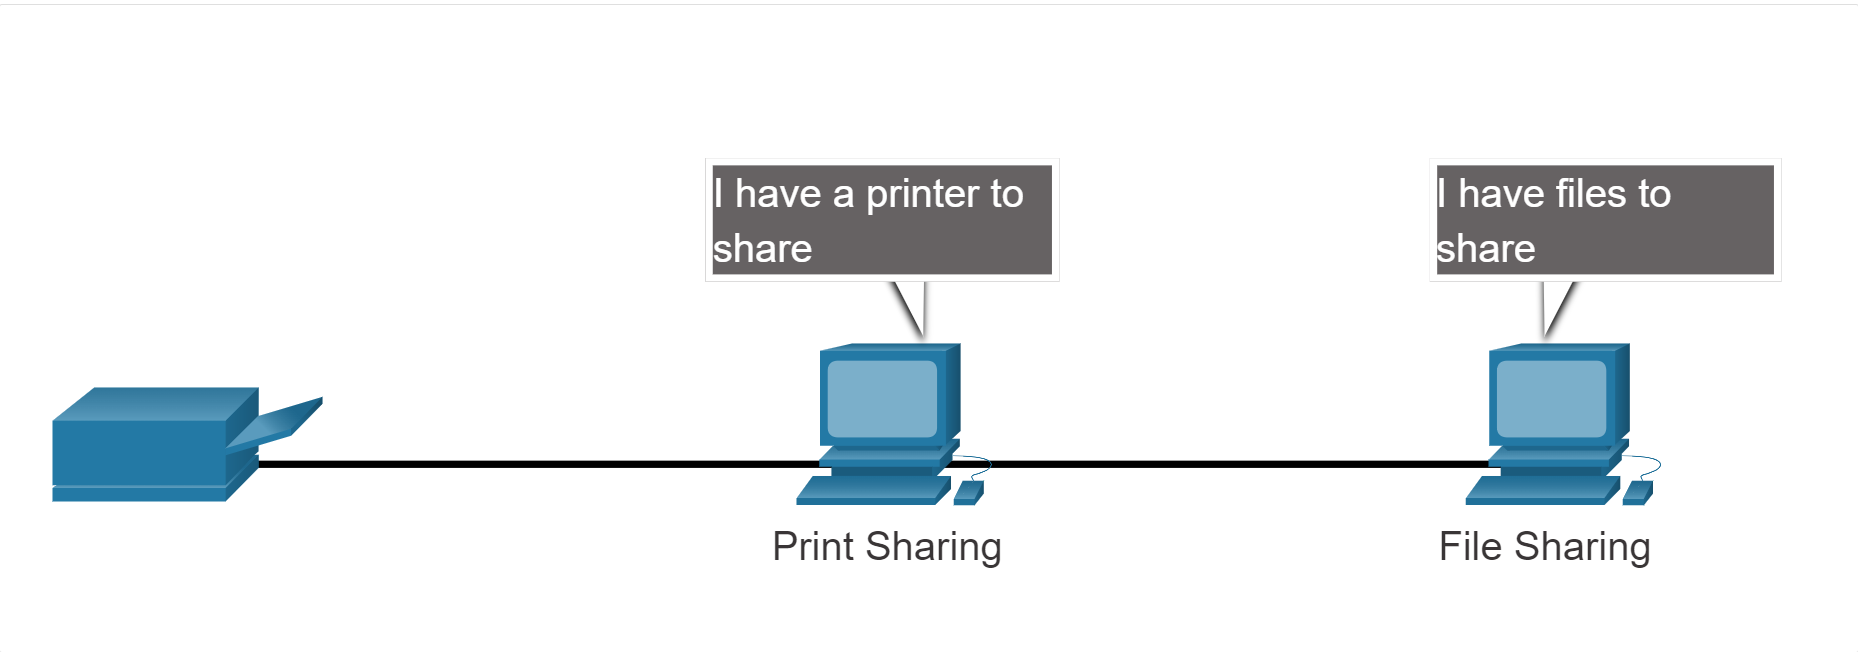 I have a printer to
share
I have files to
share
Print Sharing
File Sharing